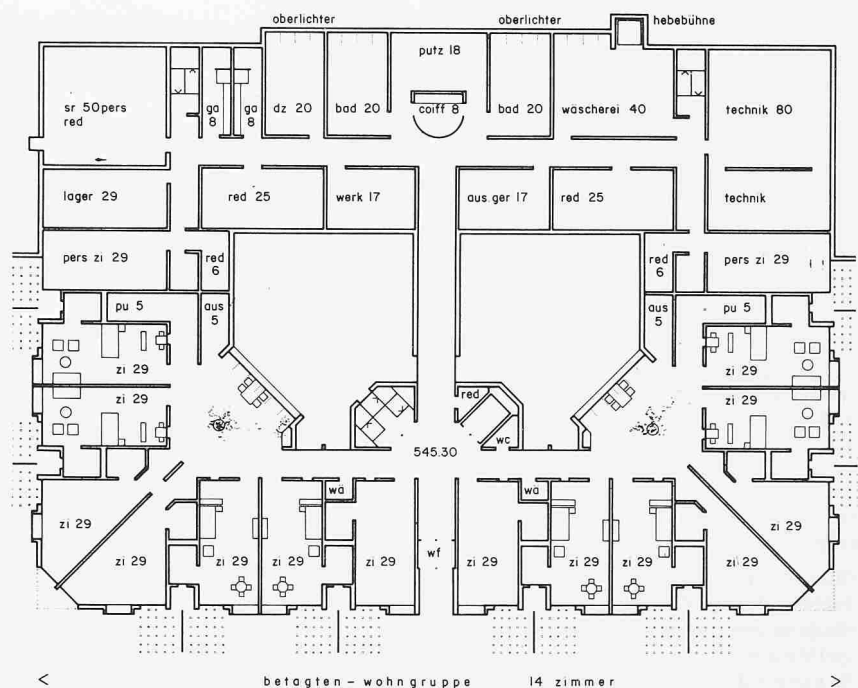 oberlichter oberlichter hebebühne
putz 18
sr 50pers
red
ga
8
ga
8
dz 20
bad 20
coiff 8
bad 20
wäscherei 40
technik 80
lager 29
red 25
werk 17
aus.ger 17
red 25
technik
pers zi 29
red
6
red
6
pers zi 29
pu 5
aus
5
aus
5
pu 5
zi 29
zi 29
zi 29
zi 29
red
wc
545.30
wä
wä
zi 29
zi 29
zi 29
zi 29
zi 29
zi 29
wf
zi 29
zi 29
zi 29
zi 29
< betagten – wohngruppe 14 zimmer >